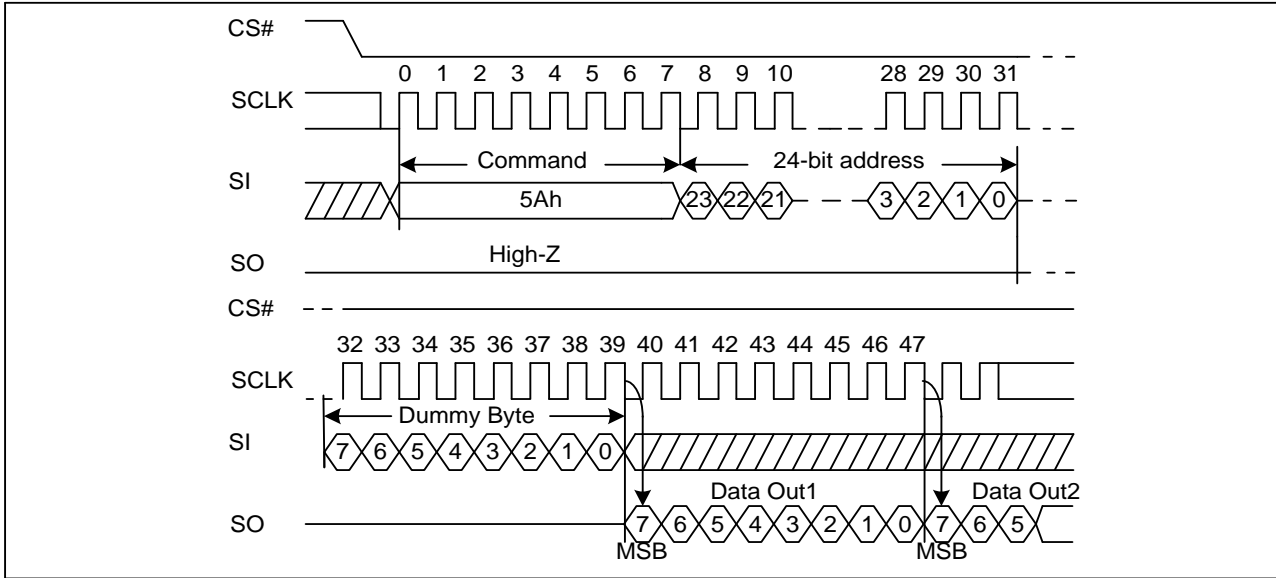 CS#
0 1 2 3 4 5 6 7 8 9 10 28 29 30 31
SCLK
Command 24-bit address
SI
5Ah 23 22 21 3 2 1 0
High-Z
SO
CS#
32 33 34 35 36 37 38 39 40 41 42 43 44 45 46 47
SCLK
Dummy Byte
SI
7 6 5 4 3 2 1 0
Data Out1 Data Out2
SO
7 6 5 4 3 2 1 0 7 6 5
MSB MSB